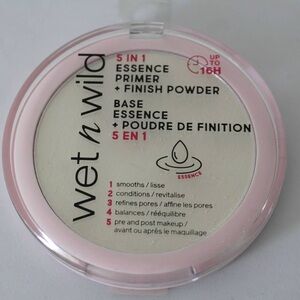 wet n wild
5 IN 1
ESSENCE
PRIMER
+ FINISH POWDER
UP TO
16H
BASE
ESSENCE
+ POUDRE DE FINITION
5 EN 1
ESSENCE
1 smooths / lisse
2 conditions / revitalise
3 refines pores / affine les pores
4 balances / rééquilibre
5 pre and post makeup /
avant ou après le maquillage